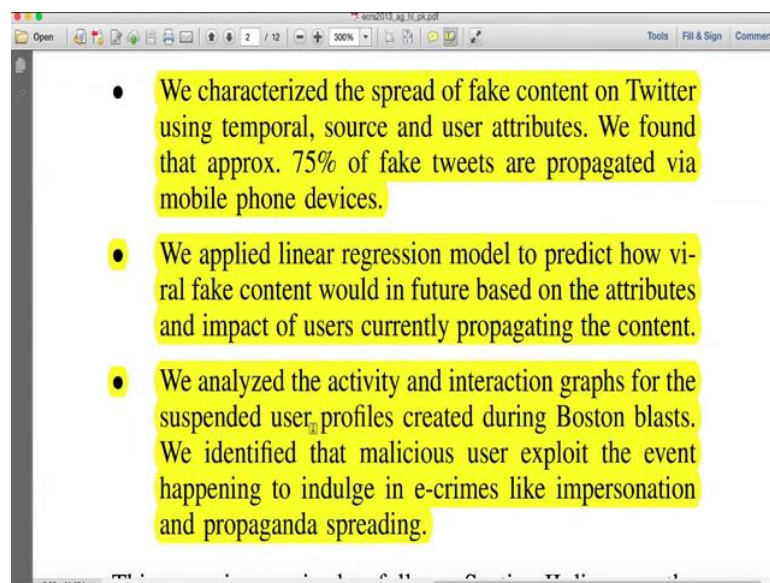 ecrs2013_ag_hl_pk.pdf
Open 2 / 12 300% Tools Fill & Sign Commen
• We characterized the spread of fake content on Twitter
using temporal, source and user attributes. We found
that approx. 75% of fake tweets are propagated via
mobile phone devices.
• We applied linear regression model to predict how vi-
ral fake content would in future based on the attributes
and impact of users currently propagating the content.
• We analyzed the activity and interaction graphs for the
suspended user profiles created during Boston blasts.
We identified that malicious user exploit the event
happening to indulge in e-crimes like impersonation
and propaganda spreading.